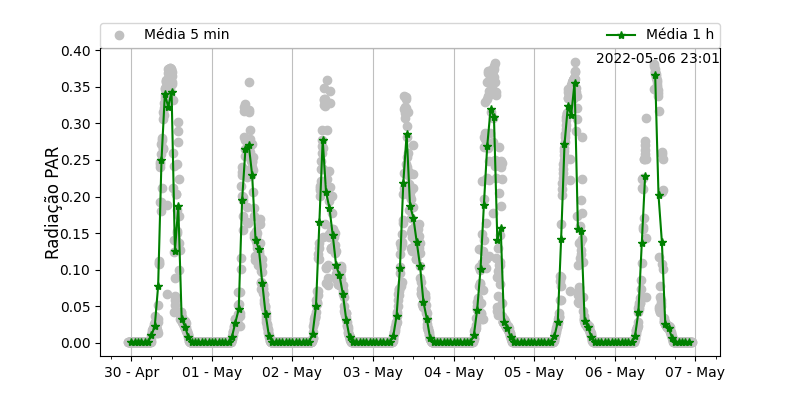 Média 5 min
Média 1 h
2022-05-06 23:01
Radiação PAR
0.40
0.35
0.30
0.25
0.20
0.15
0.10
0.05
0.00
30 - Apr
01 - May
02 - May
03 - May
04 - May
05 - May
06 - May
07 - May